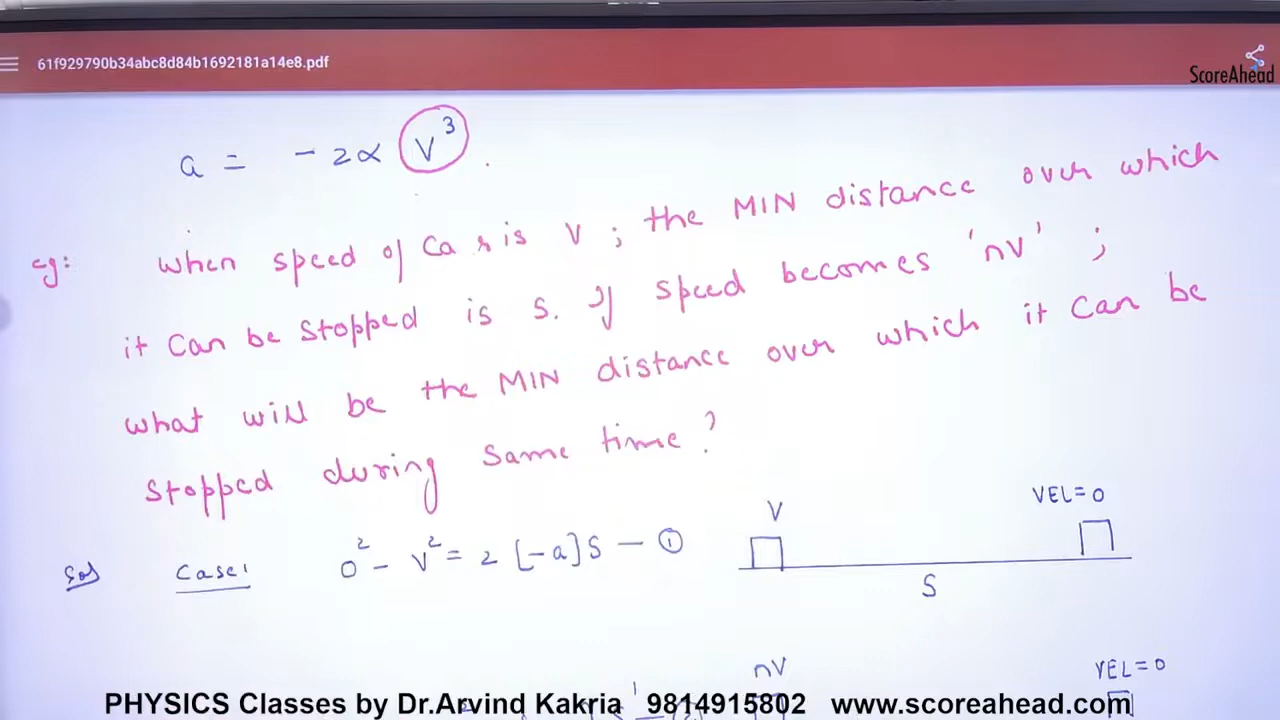 61f929790b34abc8d84b1692181a14e8.pdf
ScoreAhead
a = - 2α V³.
eg: When speed of Car is V ; the MIN distance over which
it can be stopped is S. If speed becomes 'nv' ;
what will be the MIN distance over which it can be
stopped during same time?
V VEL=0
Sol Case1 0² - V² = 2 [-a]S — ①
S
nV VEL=0
PHYSICS Classes by Dr.Arvind Kakria 9814915802 www.scoreahead.com